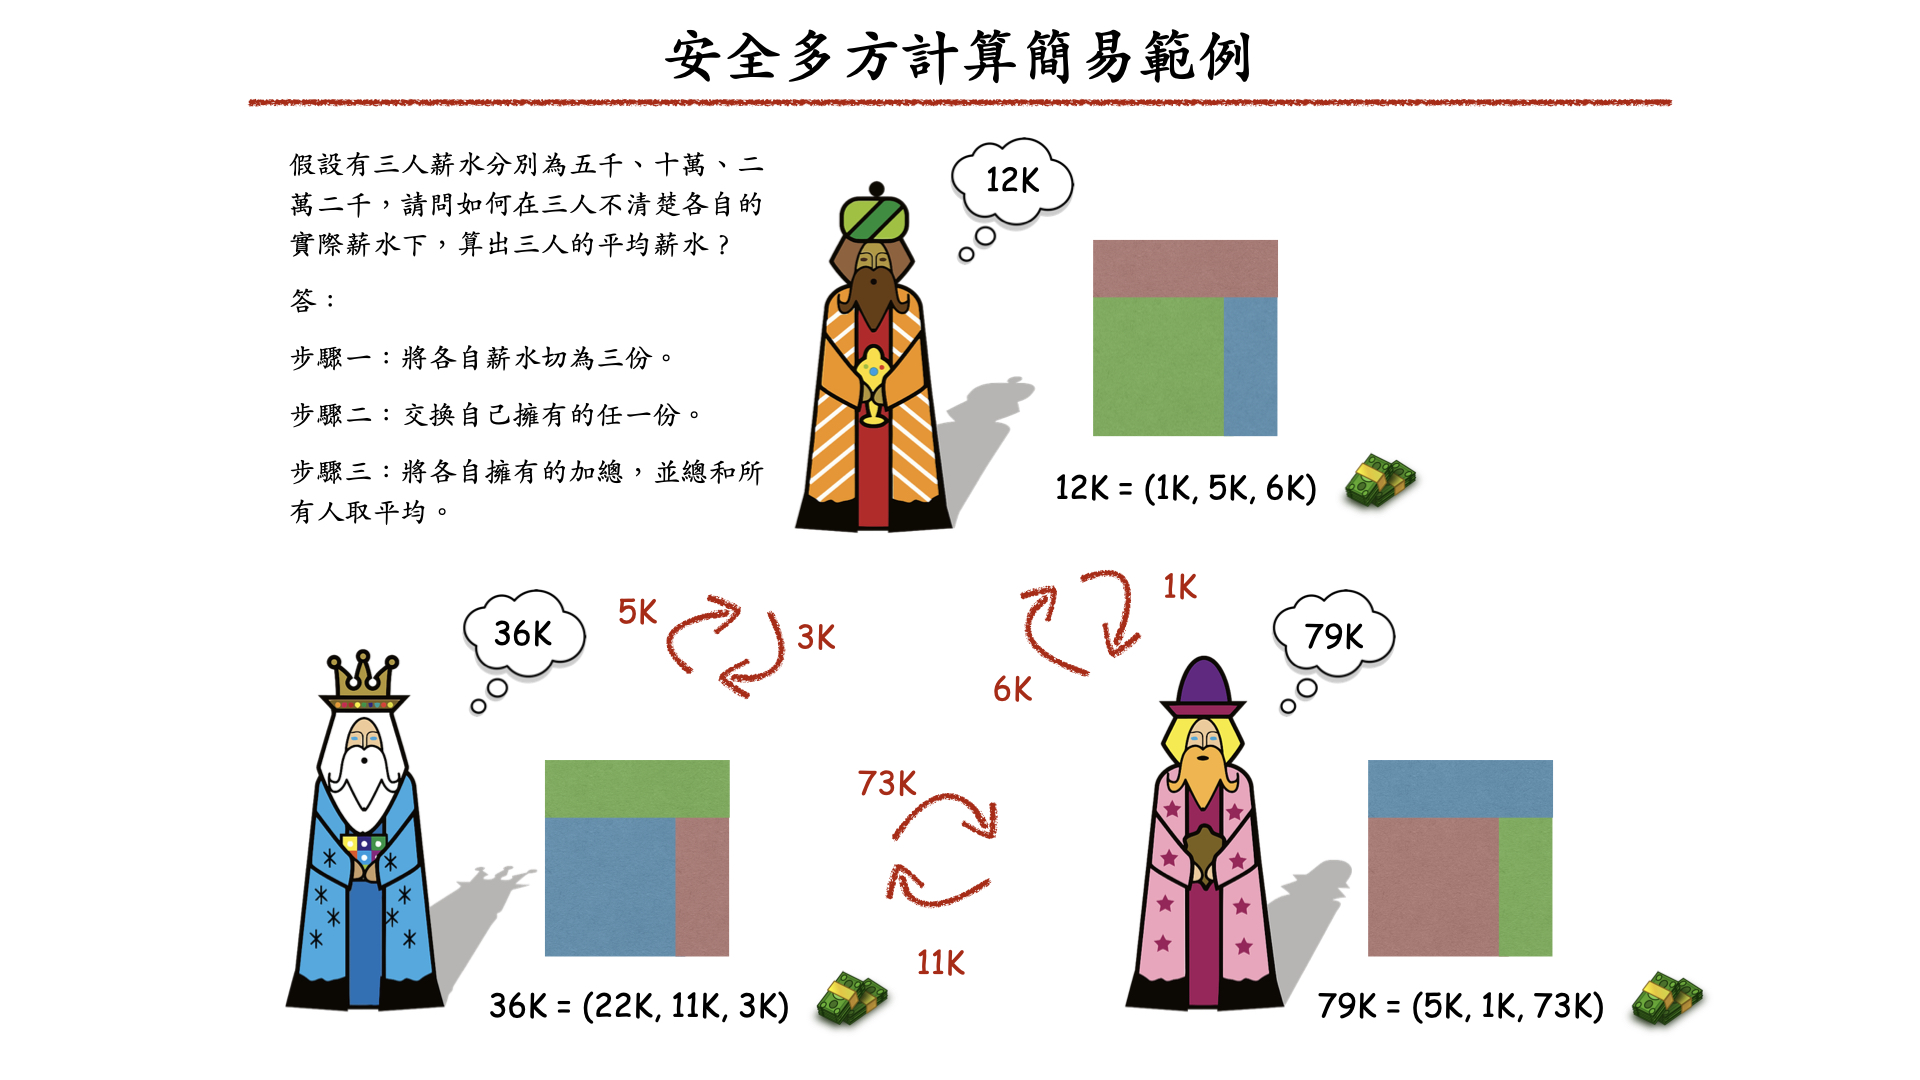 安全多方計算簡易範例
假設有三人薪水分別為五千、十萬、二
萬二千，請問如何在三人不清楚各自的
實際薪水下，算出三人的平均薪水？
答：
步驟一：將各自薪水切為三份。
步驟二：交換自己擁有的任一份。
步驟三：將各自擁有的加總，並總和所
有人取平均。
12K
12K = (1K, 5K, 6K)
36K
5K
3K
1K
6K
79K
73K
11K
36K = (22K, 11K, 3K)
79K = (5K, 1K, 73K)